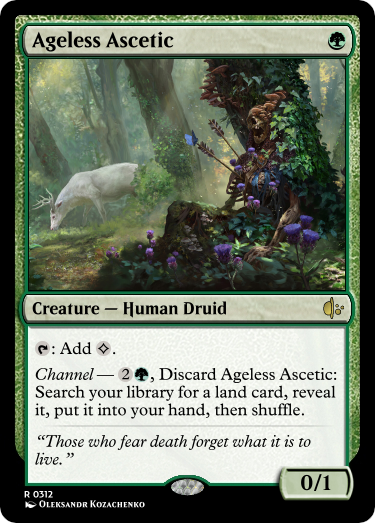 Ageless Ascetic
Creature — Human Druid
: Add .
Channel — 2, Discard Ageless Ascetic:
Search your library for a land card, reveal
it, put it into your hand, then shuffle.
“Those who fear death forget what it is to
live.”
0/1
R 0312
Oleksandr Kozachenko